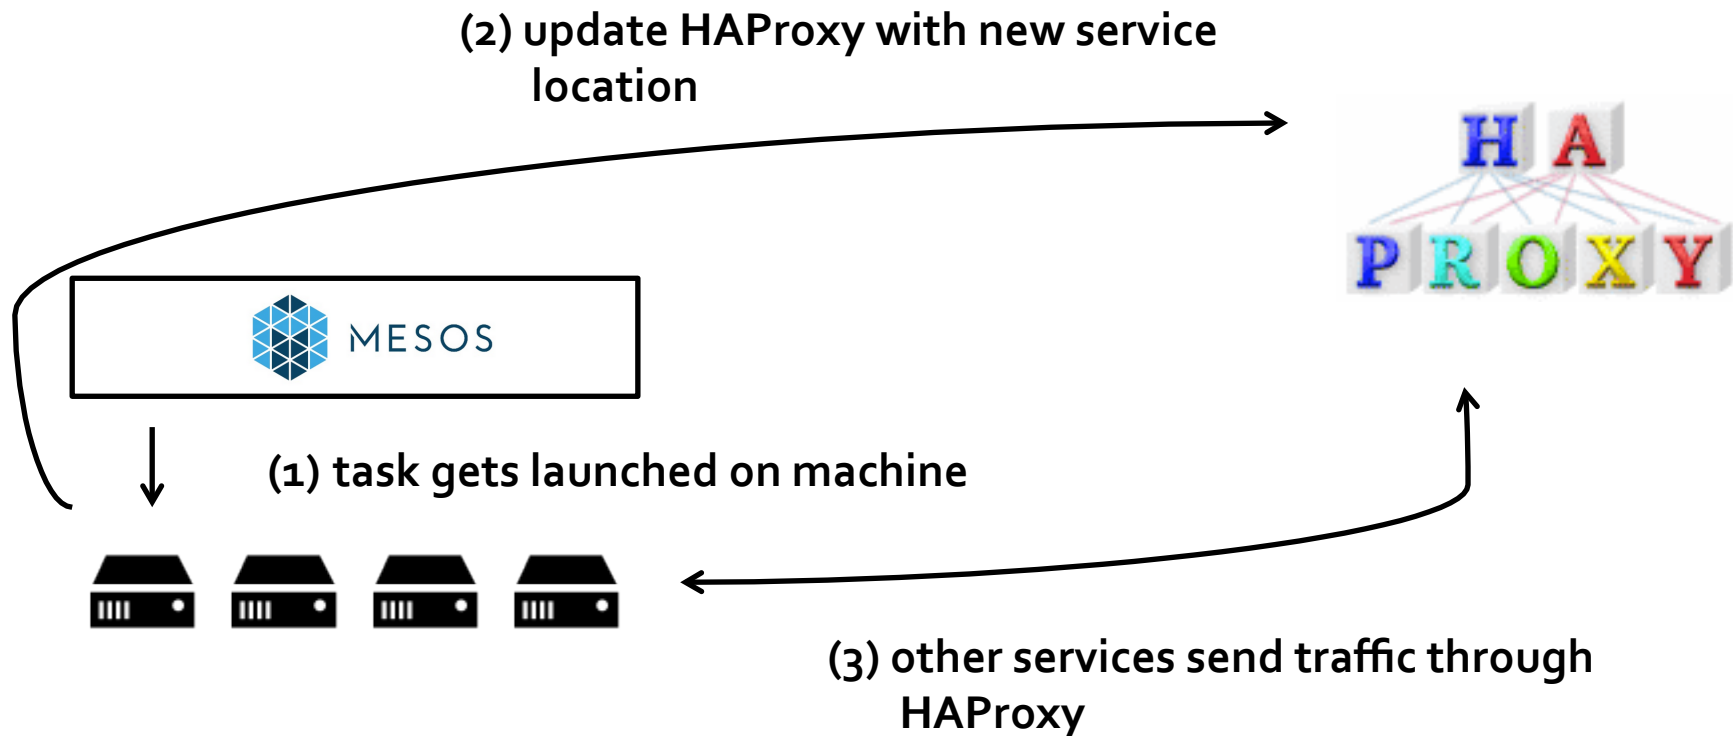 (2) update HAProxy with new service
location
H A
P R O X Y
MESOS
(1) task gets launched on machine
(3) other services send traffic through
HAProxy